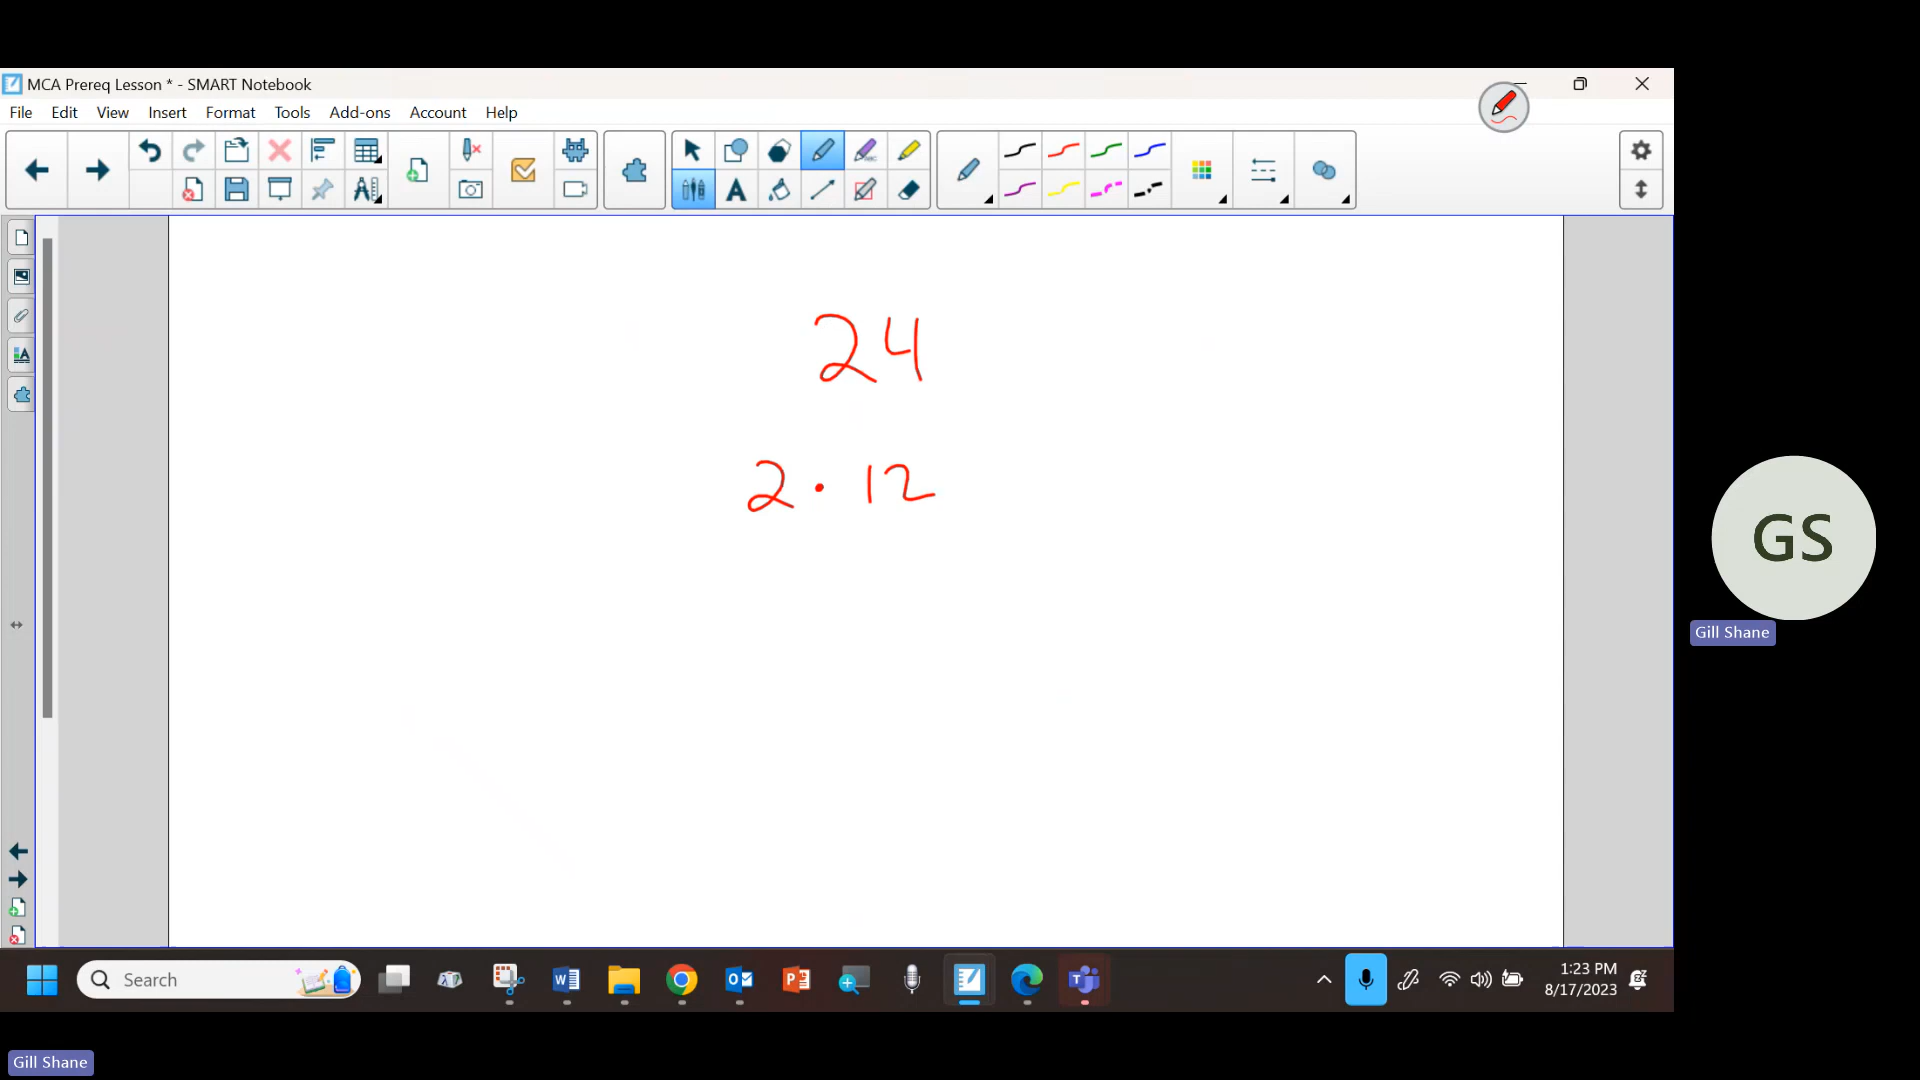 MCA Prereq Lesson * - SMART Notebook
File Edit View Insert Format Tools Add-ons Account Help
24
2 · 12
GS
Gill Shane
Search
1:23 PM
8/17/2023
Gill Shane